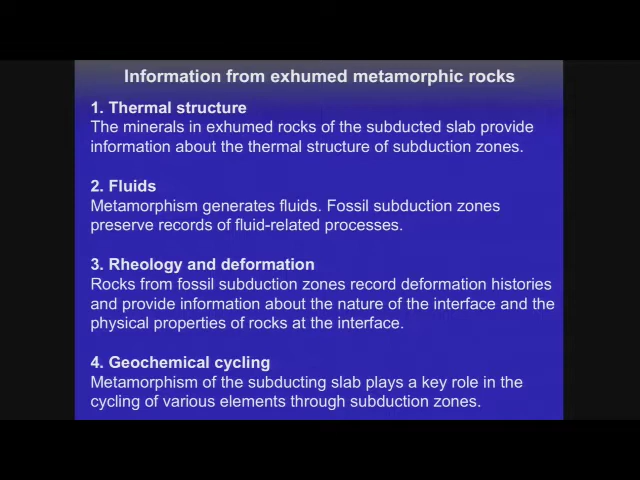 Information from exhumed metamorphic rocks
1. Thermal structure
The minerals in exhumed rocks of the subducted slab provide
information about the thermal structure of subduction zones.
2. Fluids
Metamorphism generates fluids. Fossil subduction zones
preserve records of fluid-related processes.
3. Rheology and deformation
Rocks from fossil subduction zones record deformation histories
and provide information about the nature of the interface and the
physical properties of rocks at the interface.
4. Geochemical cycling
Metamorphism of the subducting slab plays a key role in the
cycling of various elements through subduction zones.